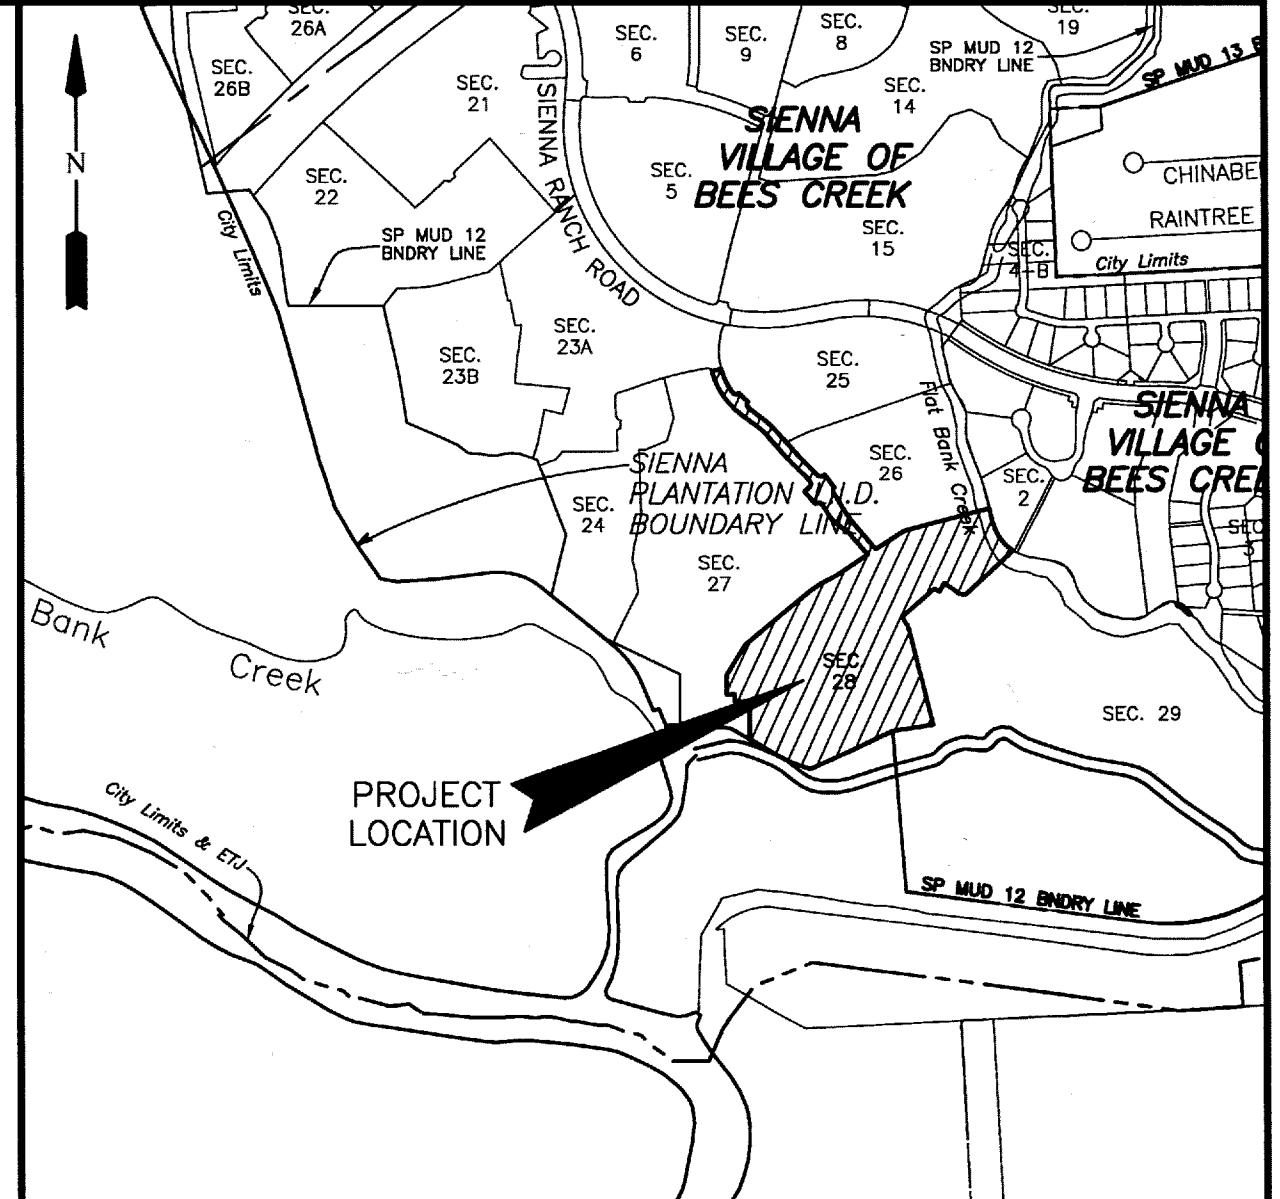 SEC.
26A
SEC.
6
SEC.
9
SEC.
8
SEC.
19
SP MUD 12
BNDRY LINE
SP MUD 13
SEC.
26B
SEC.
21
SEC.
14
SIENNA
VILLAGE OF
BEES CREEK
N
SIENNA RANCH ROAD
SEC.
22
SEC.
5
CHINABE
RAINTREE
City Limits
SP MUD 12
BNDRY LINE
SEC.
15
SEC.
4-B
City Limits
SEC.
23A
SEC.
23B
SEC.
25
Flat Bank Creek
SIENNA
VILLAGE
BEES CREE
SEC.
26
SEC.
2
SIENNA
PLANTATION L.I.D.
BOUNDARY LINE
SEC.
24
SEC.
27
SEC
3
Bank
Creek
SEC.
28
SEC. 29
PROJECT
LOCATION
City Limits & ETJ
SP MUD 12 BNDRY LINE